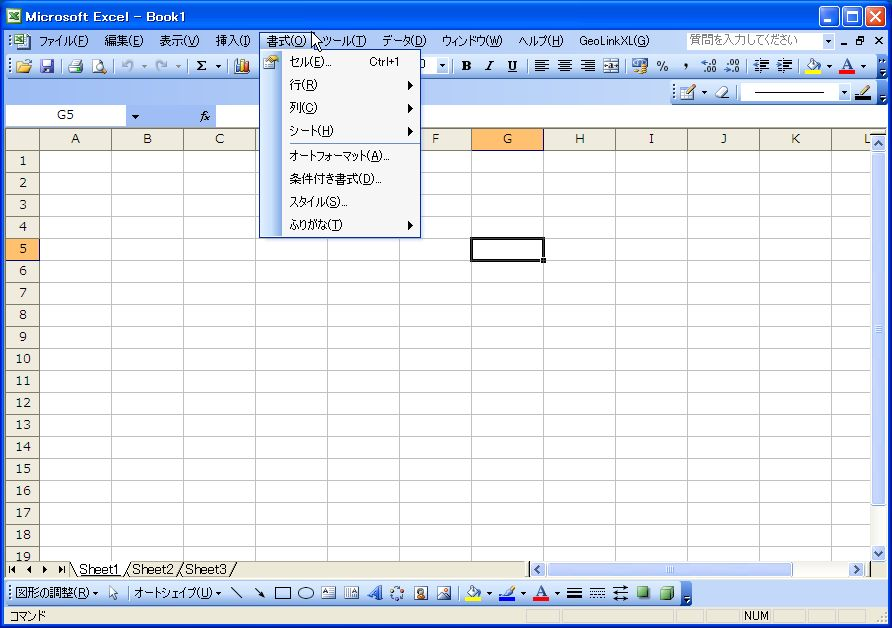 Microsoft Excel - Book1
ファイル(F) 編集(E) 表示(V) 挿入(I) 書式(O) ツール(T) データ(D) ウィンドウ(W) ヘルプ(H) GeoLinkXL(G) 質問を入力してください
Σ B I U %
G5 fx
セル(E)... Ctrl+1
行(R)
列(C)
シート(H)
オートフォーマット(A)...
条件付き書式(D)...
スタイル(S)...
ふりがな(T)
A B C F G H I J K L
1
2
3
4
5
6
7
8
9
10
11
12
13
14
15
16
17
18
19
Sheet1 Sheet2 Sheet3
図形の調整(R) オートシェイプ(U)
コマンド NUM